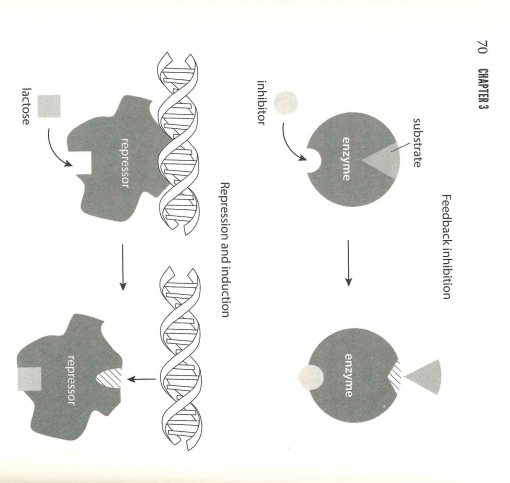 70 CHAPTER 3
Feedback inhibition
substrate
enzyme
inhibitor
enzyme
Repression and induction
repressor
lactose
repressor